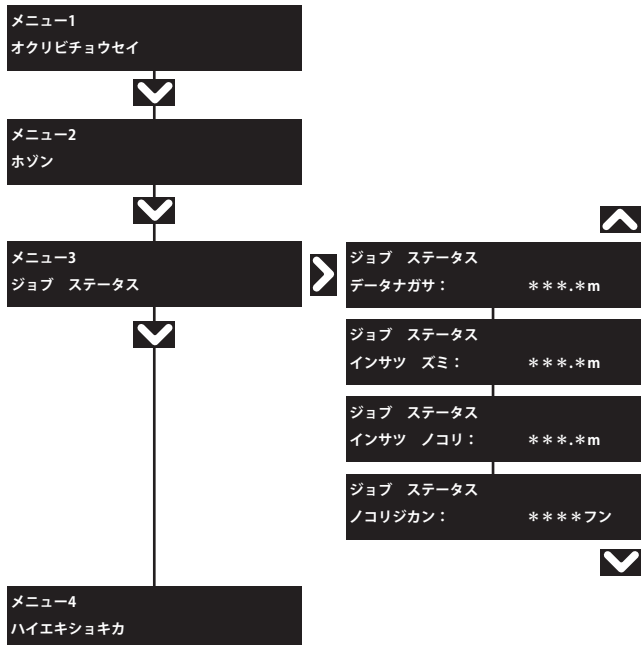 メニュー1
オクリビチョウセイ
メニュー2
ホゾン
メニュー3
ジョブ　ステータス
ジョブ　ステータス
データナガサ：　＊＊＊.＊m
ジョブ　ステータス
インサツ　ズミ：　＊＊＊.＊m
ジョブ　ステータス
インサツ　ノコリ：　＊＊＊.＊m
ジョブ　ステータス
ノコリジカン：　＊＊＊＊フン
メニュー4
ハイエキショキカ